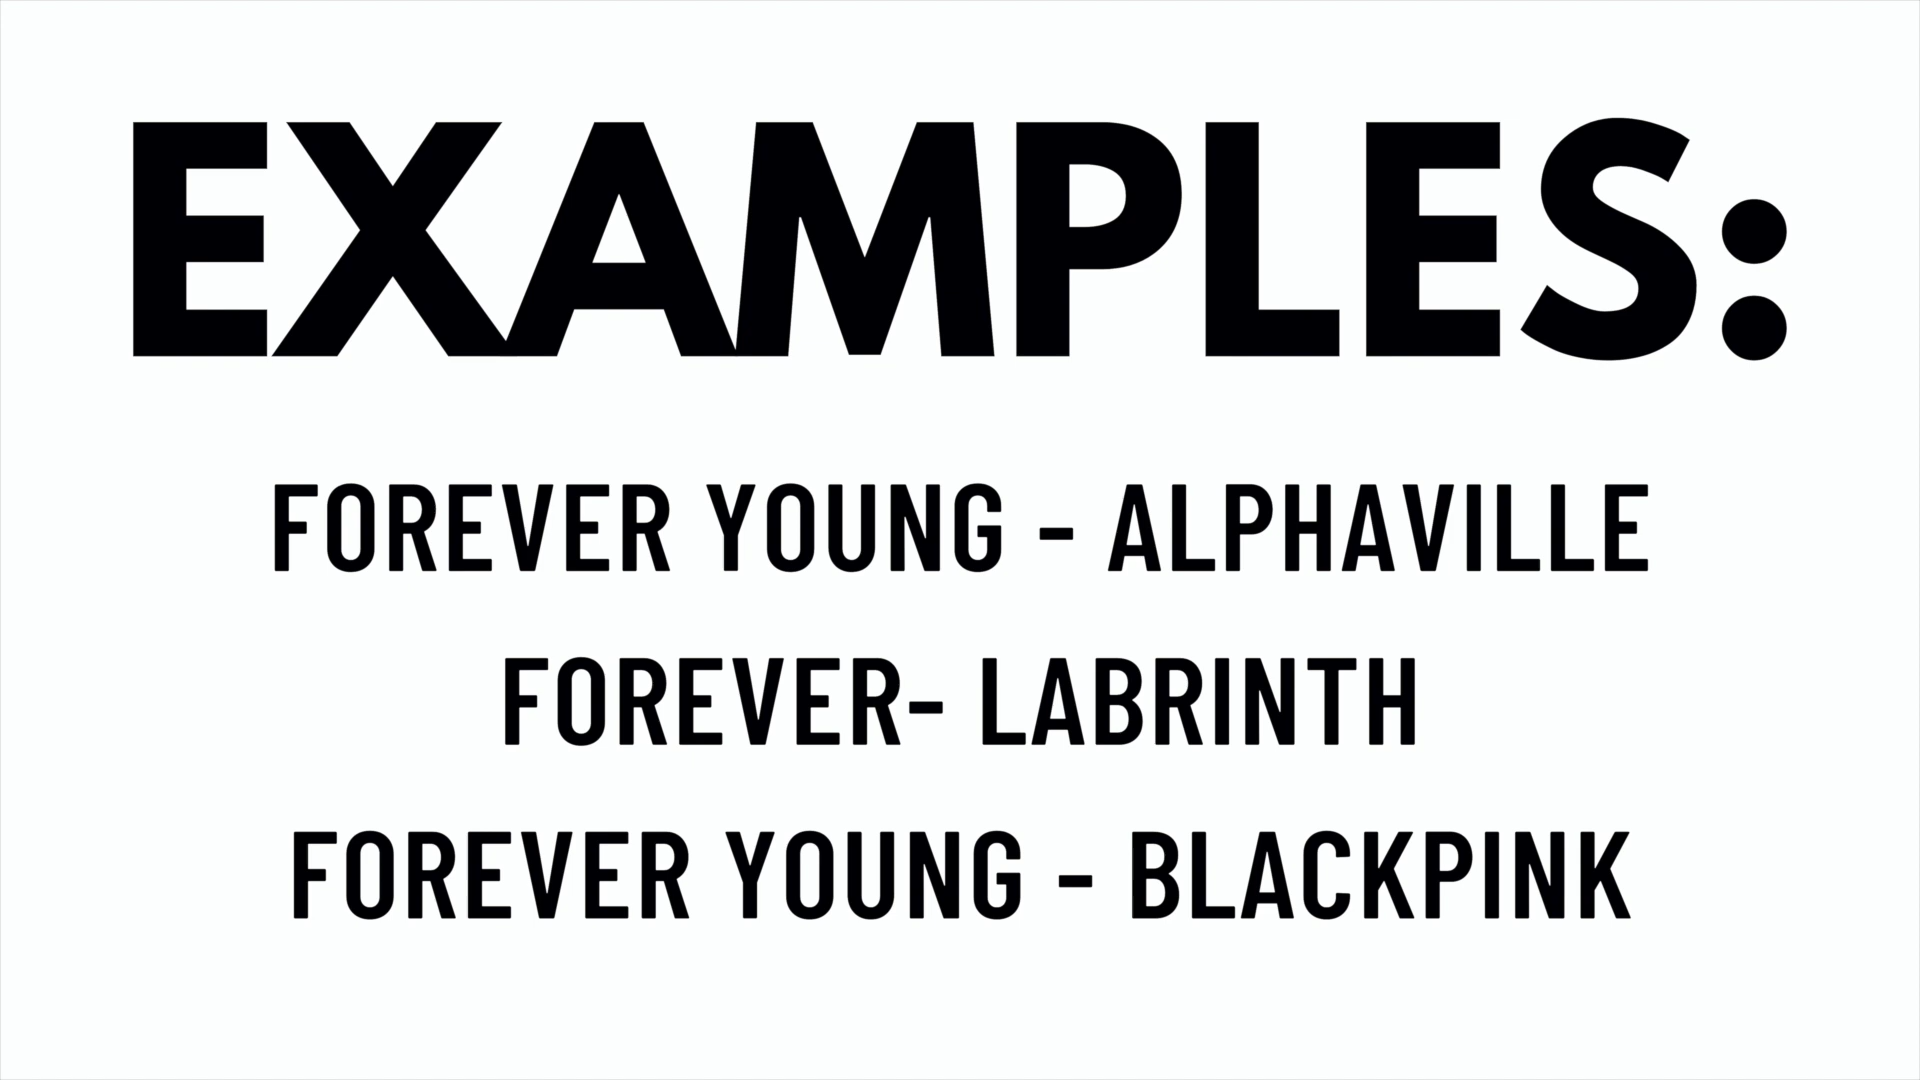 EXAMPLES:
FOREVER YOUNG - ALPHAVILLE
FOREVER- LABRINTH
FOREVER YOUNG - BLACKPINK